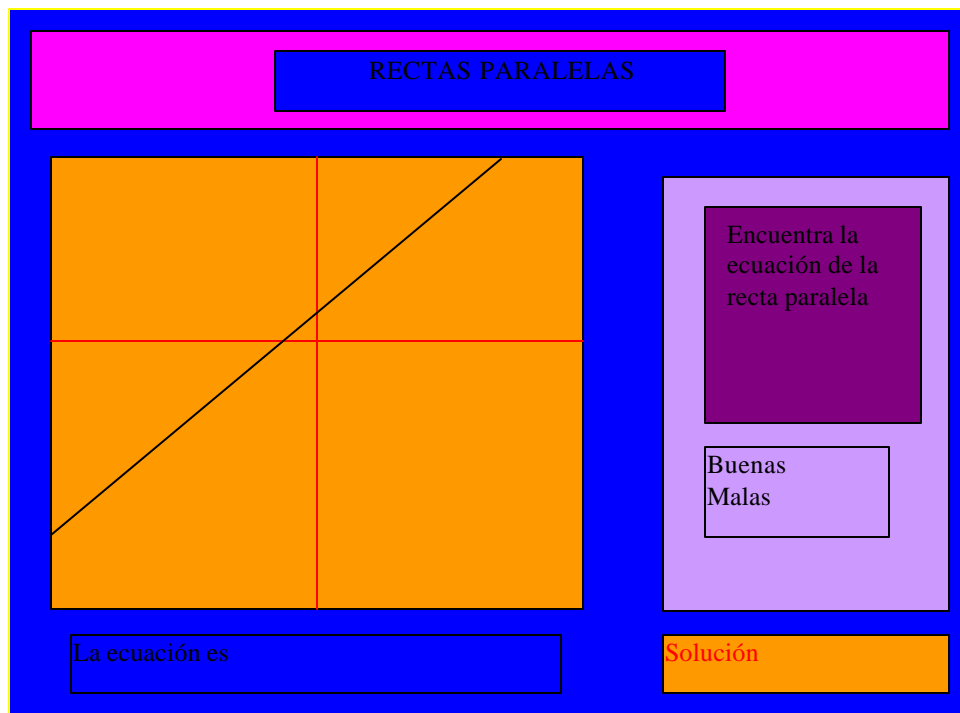 RECTAS PARALELAS
Encuentra la
ecuación de la
recta paralela
Buenas
Malas
La ecuación es
Solución